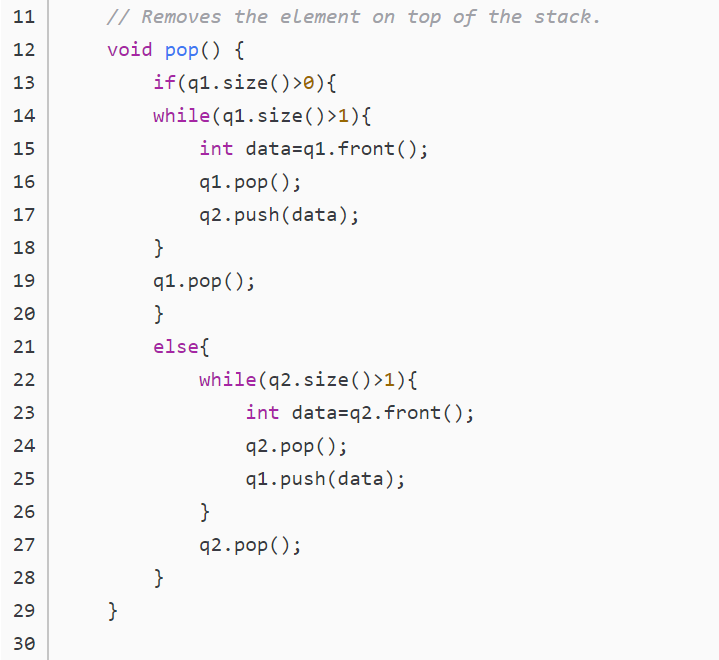 11 // Removes the element on top of the stack.
12 void pop() {
13 if(q1.size()>0){
14 while(q1.size()>1){
15 int data=q1.front();
16 q1.pop();
17 q2.push(data);
18 }
19 q1.pop();
20 }
21 else{
22 while(q2.size()>1){
23 int data=q2.front();
24 q2.pop();
25 q1.push(data);
26 }
27 q2.pop();
28 }
29 }
30